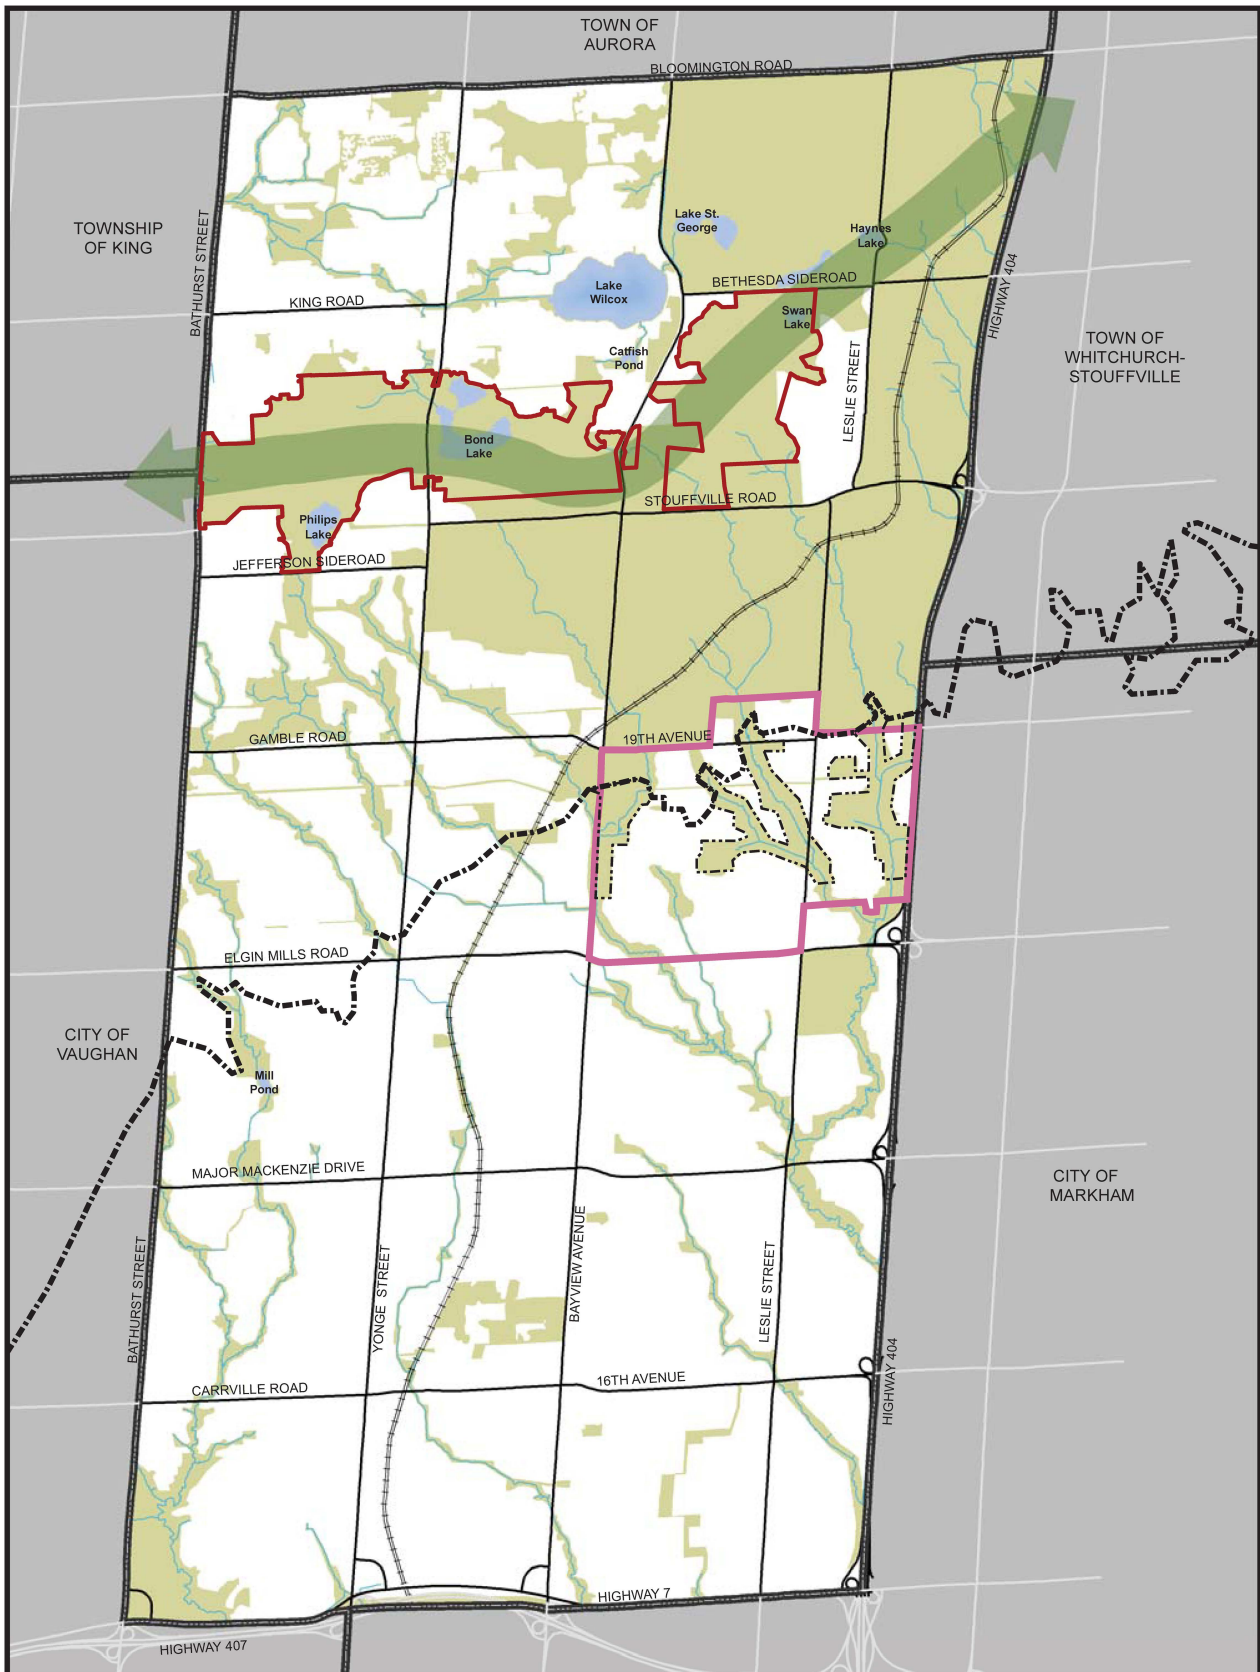 TOWN OF
AURORA
BLOOMINGTON ROAD
TOWNSHIP
OF KING
BATHURST STREET
Lake St.
George
Haynes
Lake
BETHESDA SIDEROAD
Lake
Wilcox
KING ROAD
Swan
Lake
HIGHWAY 404
TOWN OF
WHITCHURCH-
STOUFFVILLE
Catfish
Pond
LESLIE STREET
Bond
Lake
STOUFFVILLE ROAD
Philips
Lake
JEFFERSON SIDEROAD
GAMBLE ROAD
19TH AVENUE
ELGIN MILLS ROAD
CITY OF
VAUGHAN
Mill
Pond
MAJOR MACKENZIE DRIVE
CITY OF
MARKHAM
BATHURST STREET
YONGE STREET
BAYVIEW AVENUE
LESLIE STREET
HIGHWAY 404
CARRVILLE ROAD
16TH AVENUE
HIGHWAY 7
HIGHWAY 407